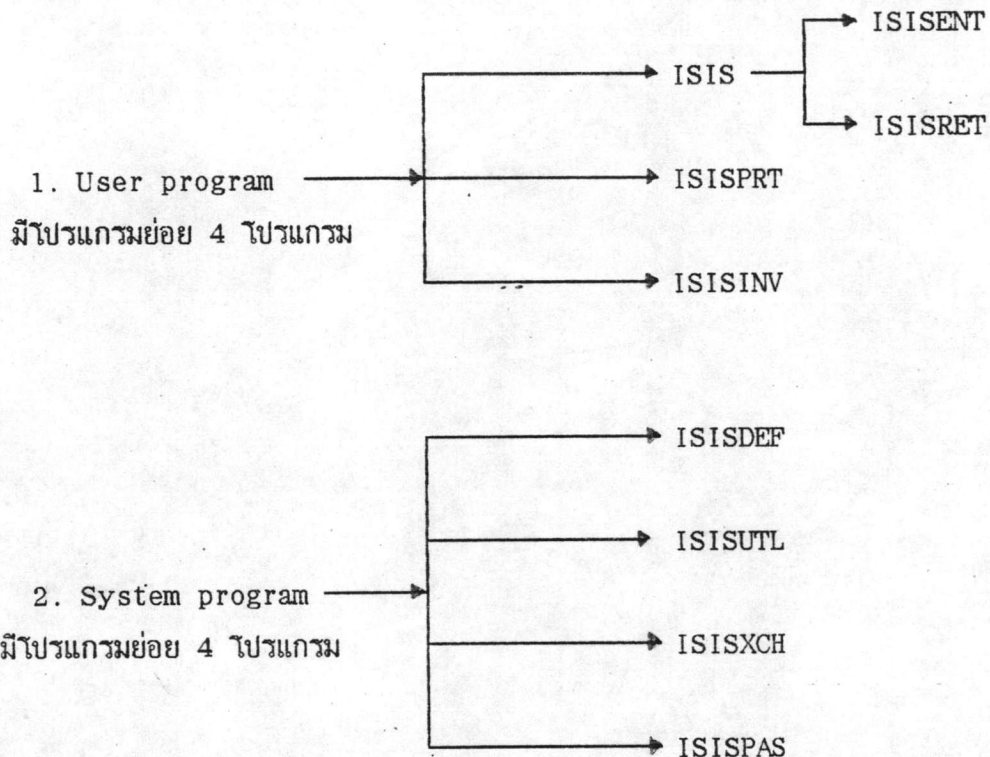 ISISENT
ISIS
ISISRET
1. User program
ISISPRT
มีโปรแกรมย่อย 4 โปรแกรม
ISISINV
ISISDEF
ISISUTL
2. System program
มีโปรแกรมย่อย 4 โปรแกรม
ISISXCH
ISISPAS